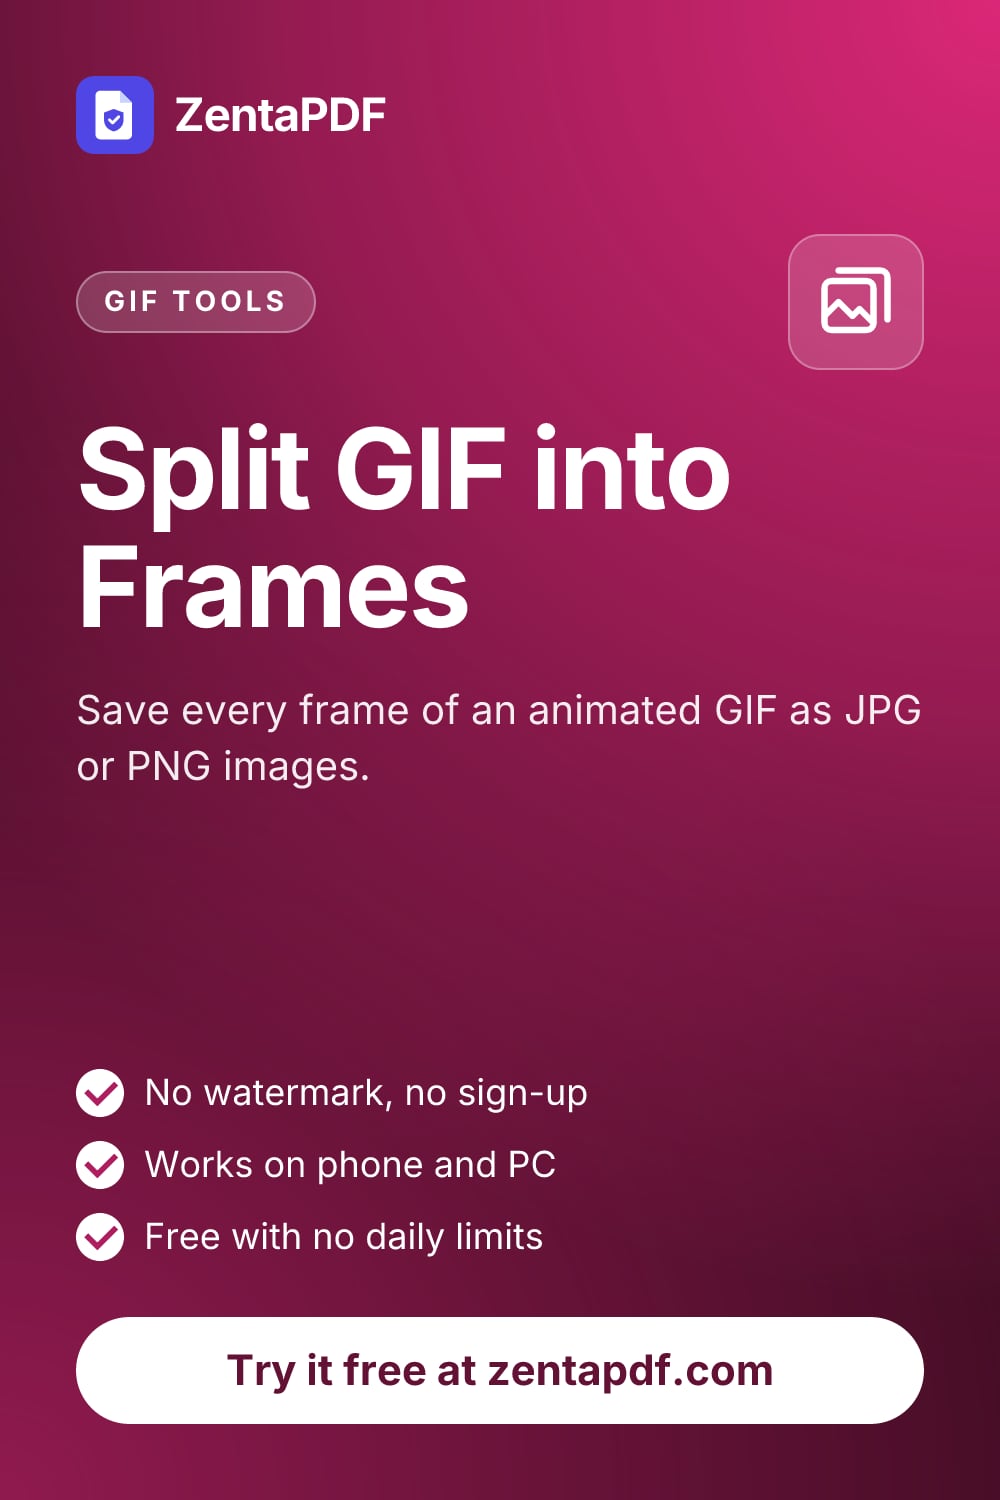 ZentaPDF
GIF TOOLS
Split GIF into
Frames
Save every frame of an animated GIF as JPG
or PNG images.
No watermark, no sign-up
Works on phone and PC
Free with no daily limits
Try it free at zentapdf.com